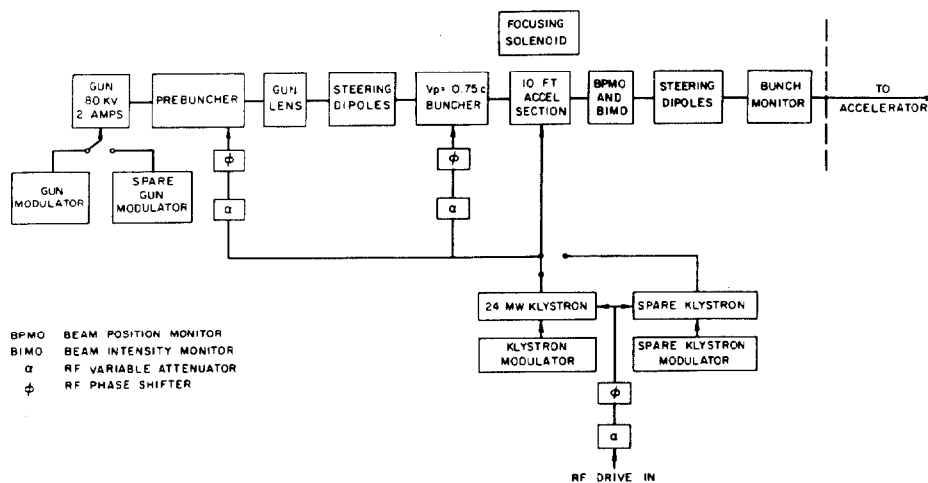 FOCUSING
SOLENOID
GUN
80 KV
2 AMPS
PREBUNCHER
GUN
LENS
STEERING
DIPOLES
Vp = 0.75 c
BUNCHER
10 FT
ACCEL
SECTION
BPMO
AND
BIMO
STEERING
DIPOLES
BUNCH
MONITOR
TO
ACCELERATOR
GUN
MODULATOR
SPARE
GUN
MODULATOR
ϕ
α
ϕ
α
24 MW KLYSTRON
SPARE KLYSTRON
KLYSTRON
MODULATOR
SPARE KLYSTRON
MODULATOR
ϕ
α
RF DRIVE IN
BPMO BEAM POSITION MONITOR
BIMO BEAM INTENSITY MONITOR
α RF VARIABLE ATTENUATOR
ϕ RF PHASE SHIFTER